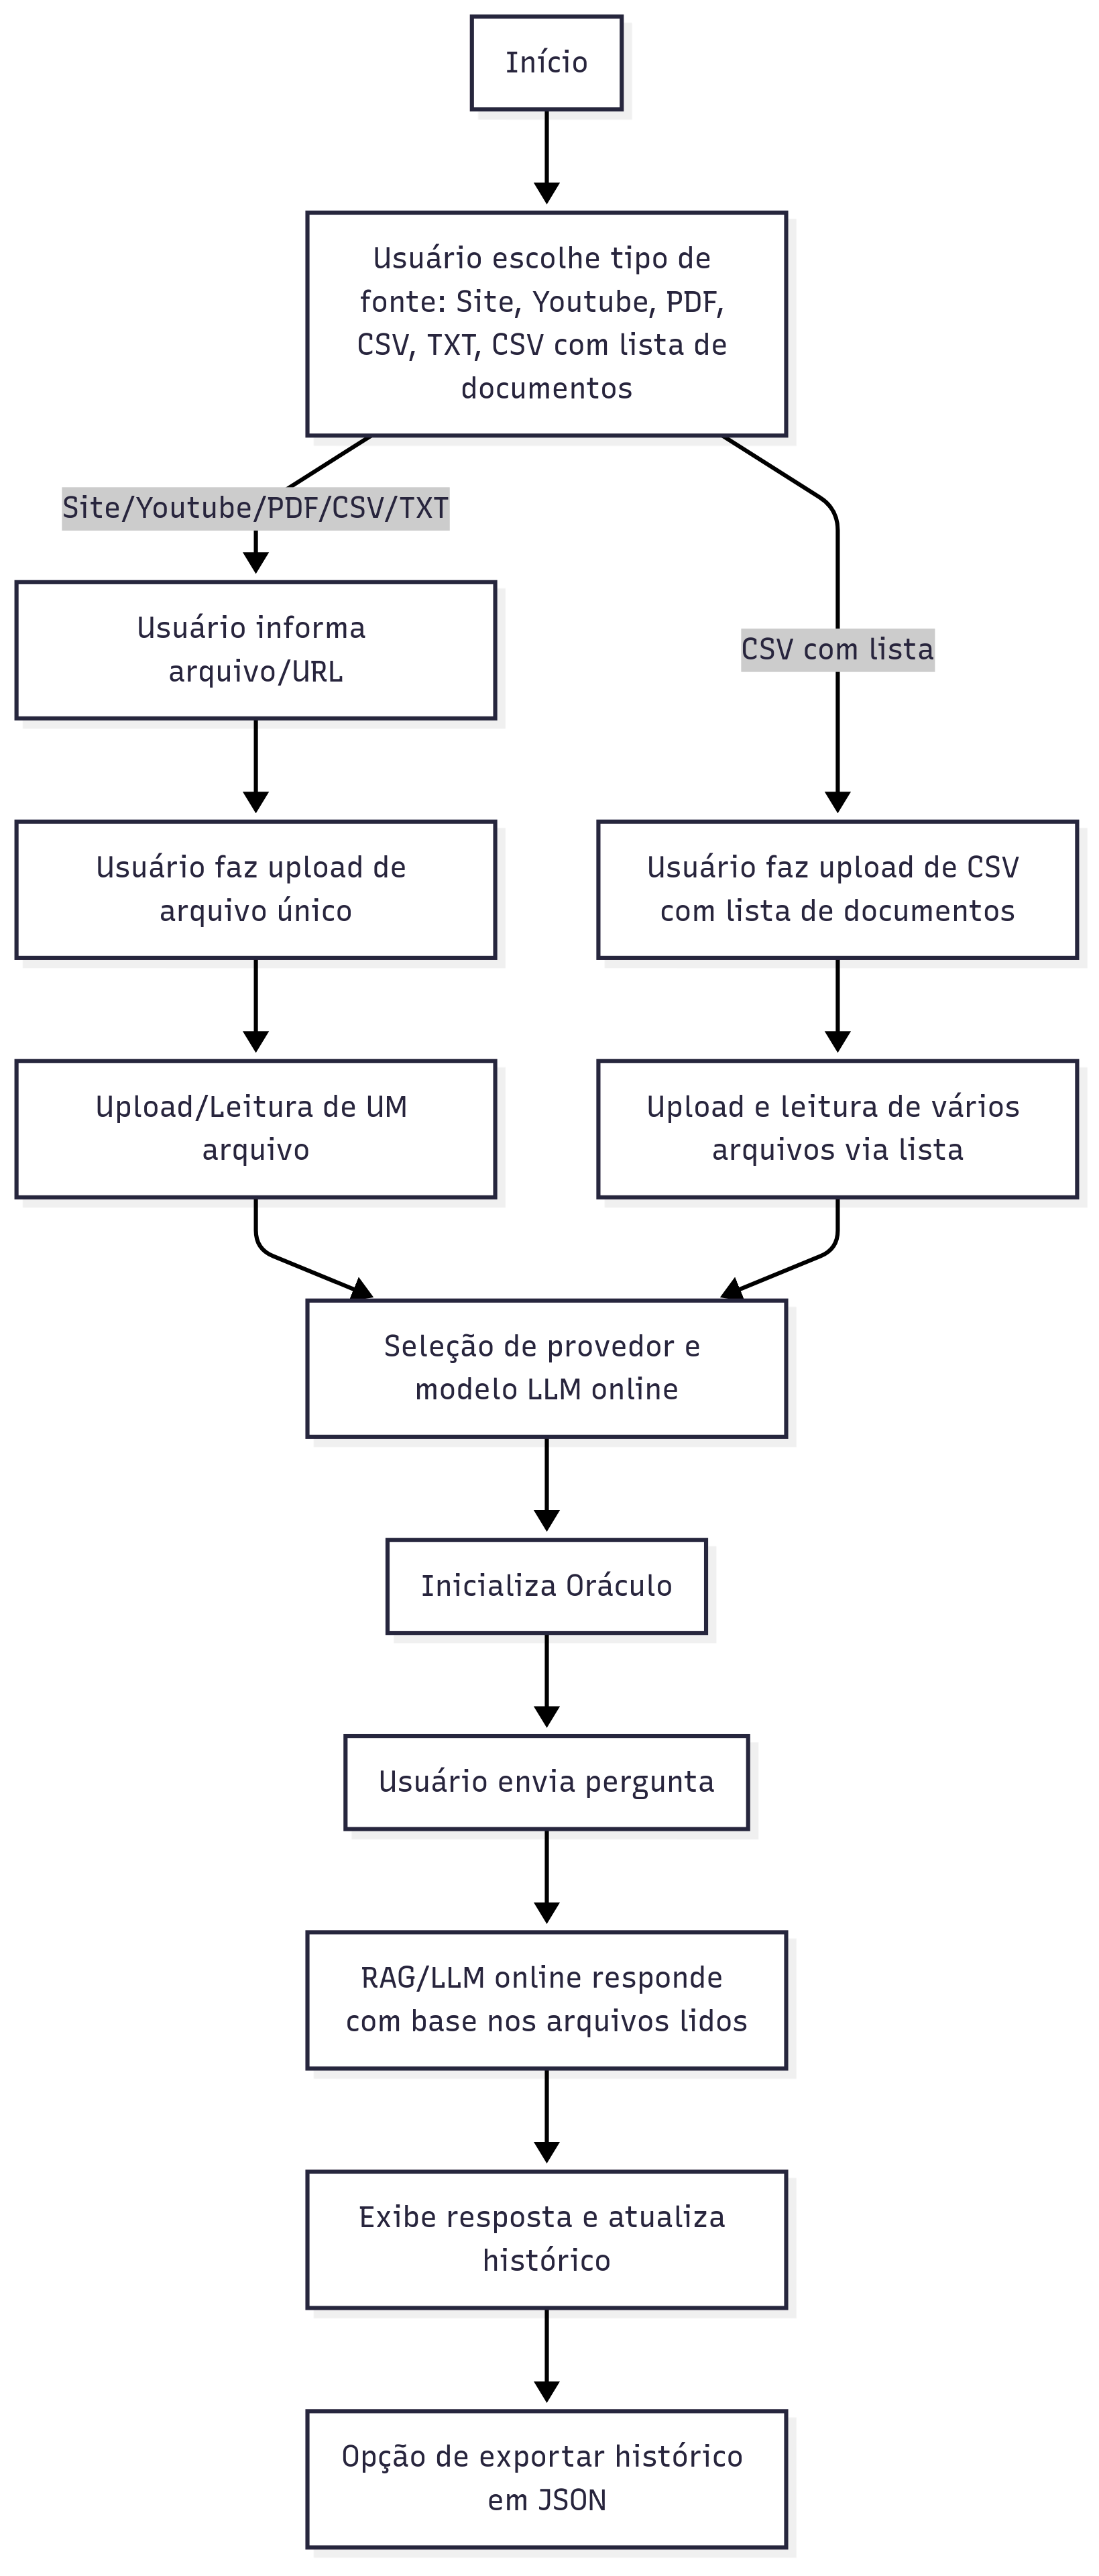 Início
Usuário escolhe tipo de
fonte: Site, Youtube, PDF,
CSV, TXT, CSV com lista de
documentos
Site/Youtube/PDF/CSV/TXT
Usuário informa
arquivo/URL
CSV com lista
Usuário faz upload de
arquivo único
Usuário faz upload de CSV
com lista de documentos
Upload/Leitura de UM
arquivo
Upload e leitura de vários
arquivos via lista
Seleção de provedor e
modelo LLM online
Inicializa Oráculo
Usuário envia pergunta
RAG/LLM online responde
com base nos arquivos lidos
Exibe resposta e atualiza
histórico
Opção de exportar histórico
em JSON